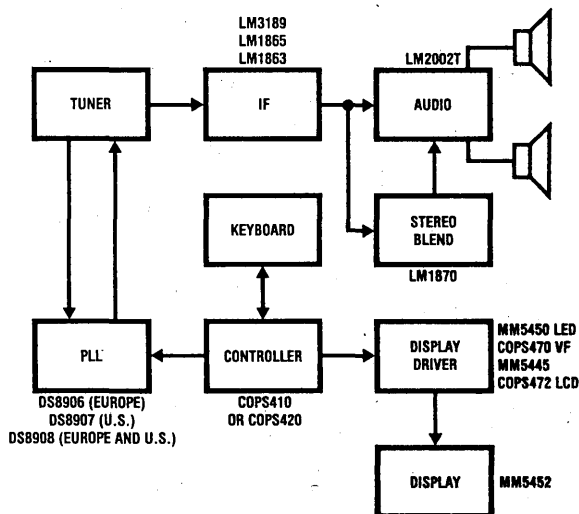 LM3189
LM1865
LM1863
LM2002T
TUNER
IF
AUDIO
KEYBOARD
STEREO
BLEND
LM1870
PLL
CONTROLLER
DISPLAY
DRIVER
MM5450 LED
COPS470 VF
MM5445
COPS472 LCD
DS8906 (EUROPE)
DS8907 (U.S.)
DS8908 (EUROPE AND U.S.)
COPS410
OR COPS420
DISPLAY
MM5452